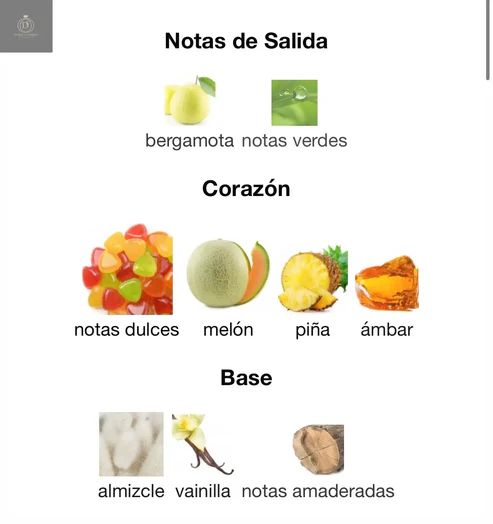 Notas de Salida
bergamota notas verdes
Corazón
notas dulces melón piña ámbar
Base
almizcle vainilla notas amaderadas